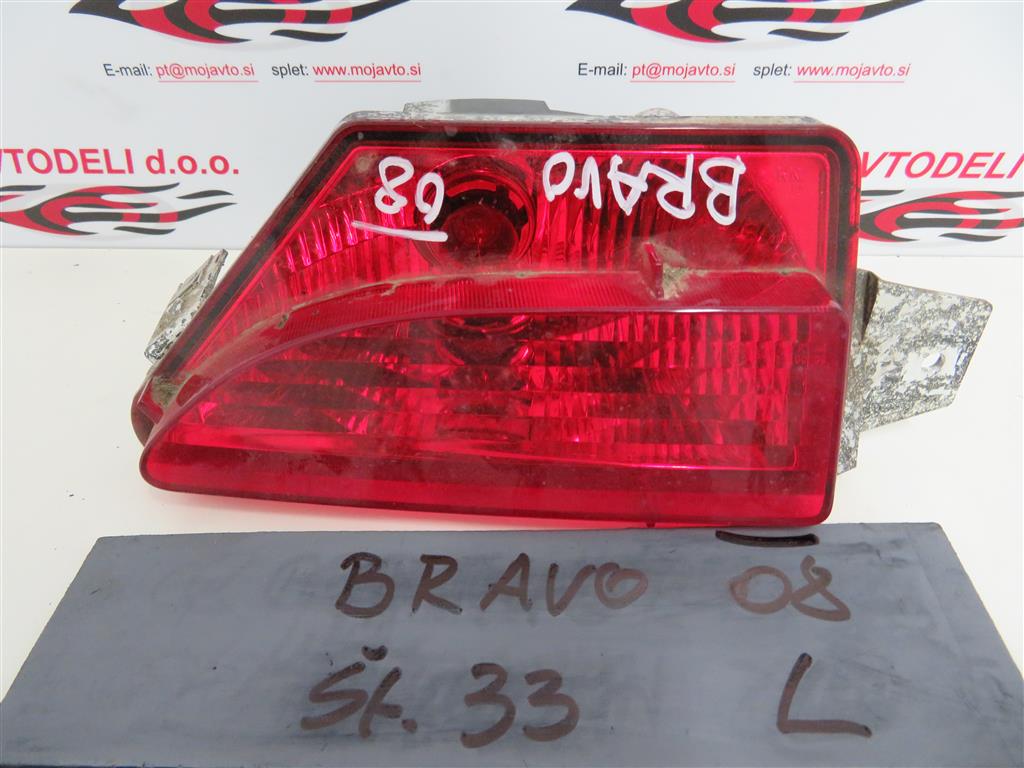 E-mail: pt@mojavto.si splet: www.mojavto.si
E-mail: pt@mojavto.si splet: www.mojavto.si
VTODELI d.o.o.
VTODELI
BRAVO
08
BRAVO 08
Št. 33 L